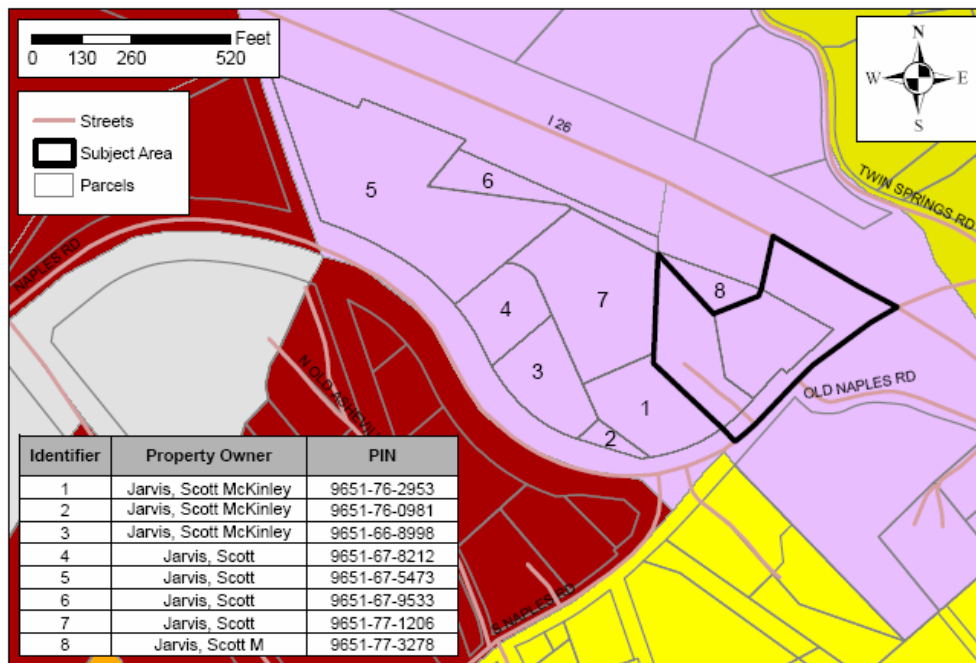 Feet
0 130 260 520
Streets
Subject Area
Parcels
N
W E
S
I 26
TWIN SPRINGS RD
NAPLES RD
N OLD ASHEVIL
OLD NAPLES RD
S NAPLES RD
5
6
7
8
4
3
1
2
Identifier Property Owner PIN
1 Jarvis, Scott McKinley 9651-76-2953
2 Jarvis, Scott McKinley 9651-76-0981
3 Jarvis, Scott McKinley 9651-66-8998
4 Jarvis, Scott 9651-67-8212
5 Jarvis, Scott 9651-67-5473
6 Jarvis, Scott 9651-67-9533
7 Jarvis, Scott 9651-77-1206
8 Jarvis, Scott M 9651-77-3278